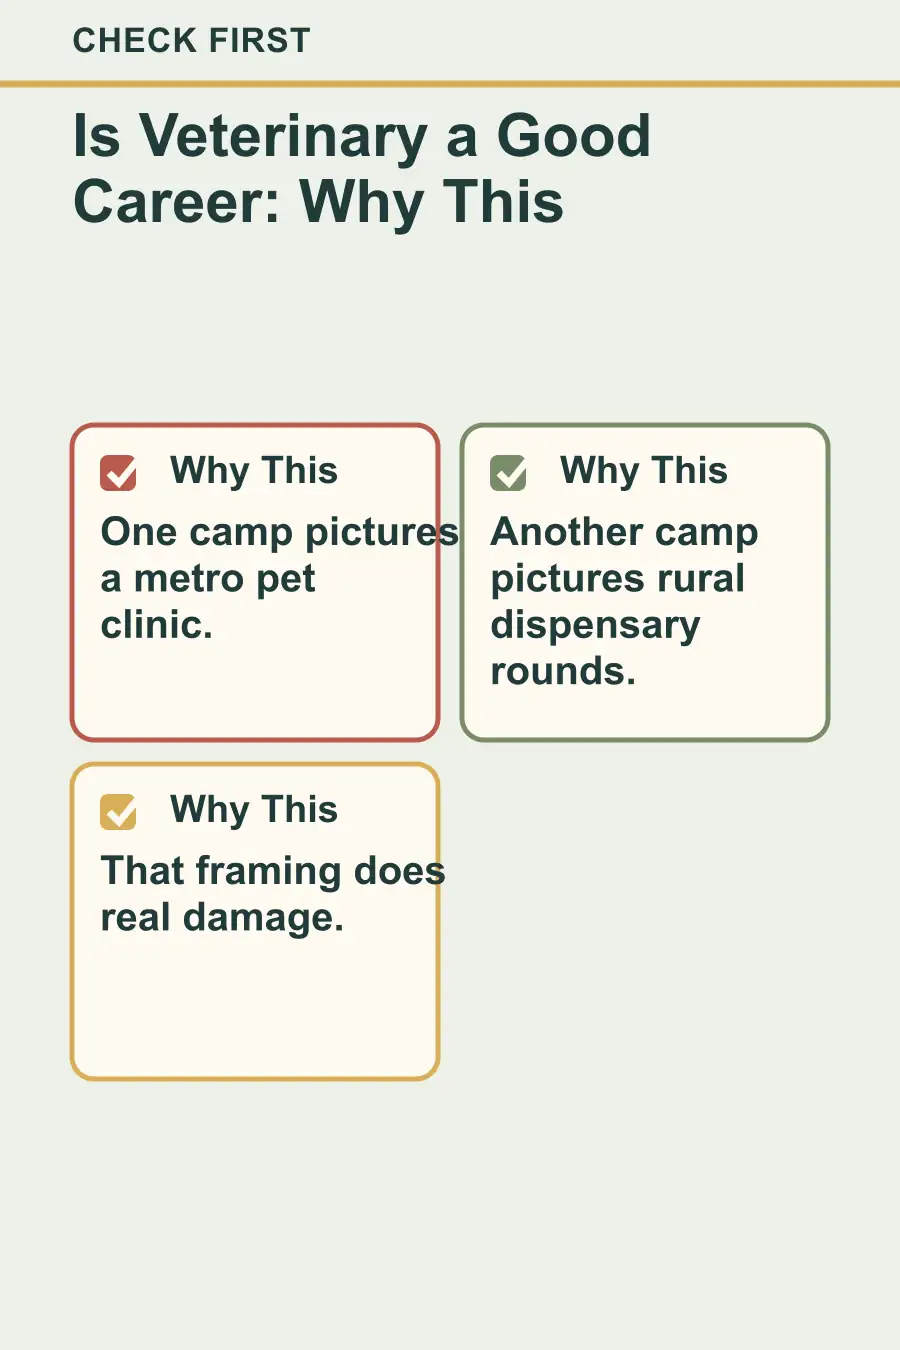 CHECK FIRST
Is Veterinary a Good
Career: Why This
Why This
One camp pictures
a metro pet
clinic.
Why This
Another camp
pictures rural
dispensary
rounds.
Why This
That framing does
real damage.